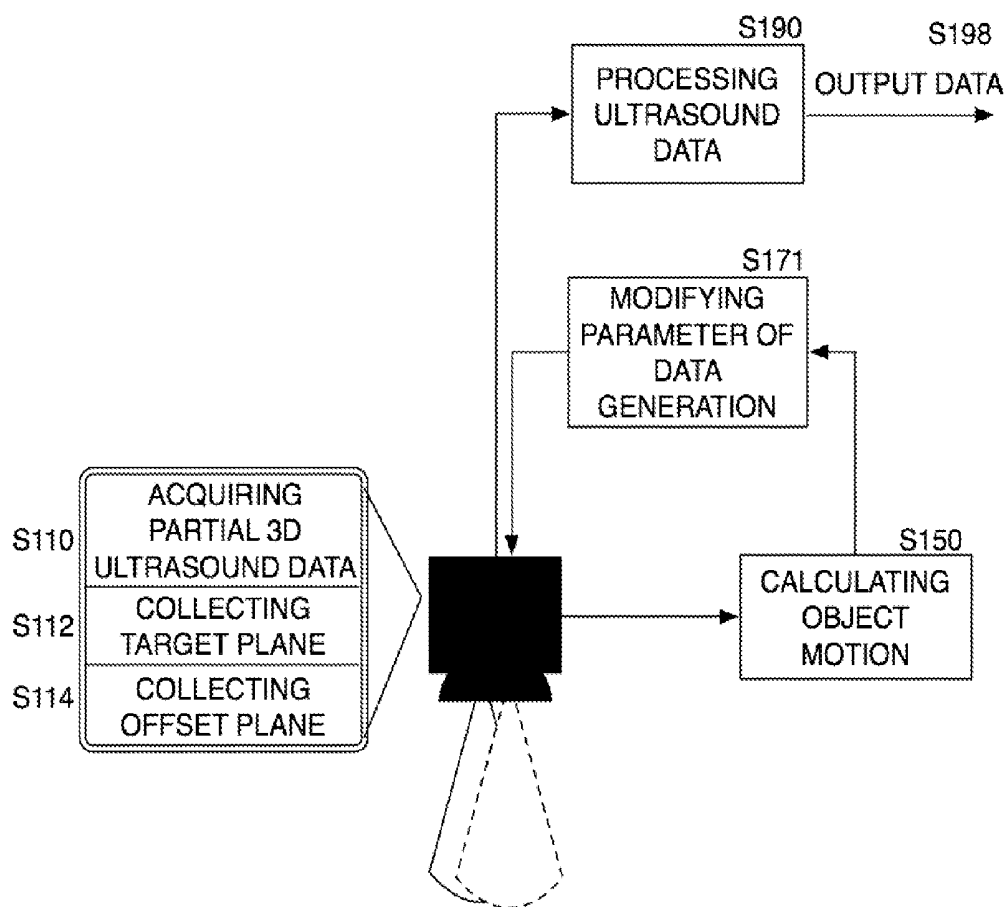 S190
S198
PROCESSING
ULTRASOUND
DATA
OUTPUT DATA
S171
MODIFYING
PARAMETER OF
DATA
GENERATION
S110
ACQUIRING
PARTIAL 3D
ULTRASOUND DATA
S112
COLLECTING
TARGET PLANE
S114
COLLECTING
OFFSET PLANE
S150
CALCULATING
OBJECT
MOTION